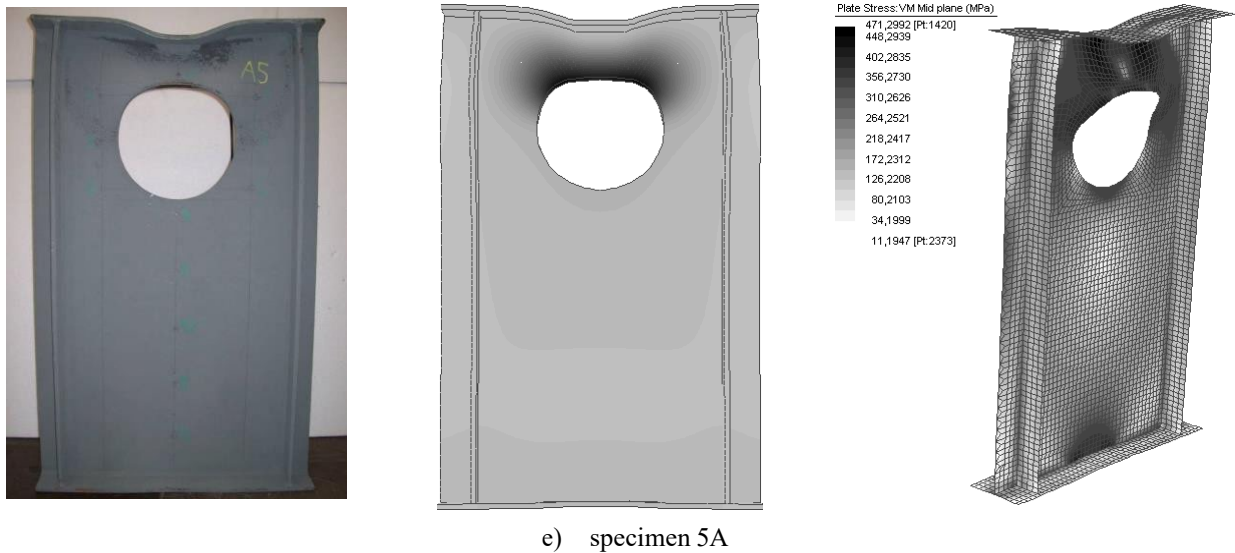 A5
Plate Stress:VM Mid plane (MPa)
471,2992 [Pt:1420]
448,2939
402,2835
356,2730
310,2626
264,2521
218,2417
172,2312
126,2208
80,2103
34,1999
11,1947 [Pt:2373]
e) specimen 5A